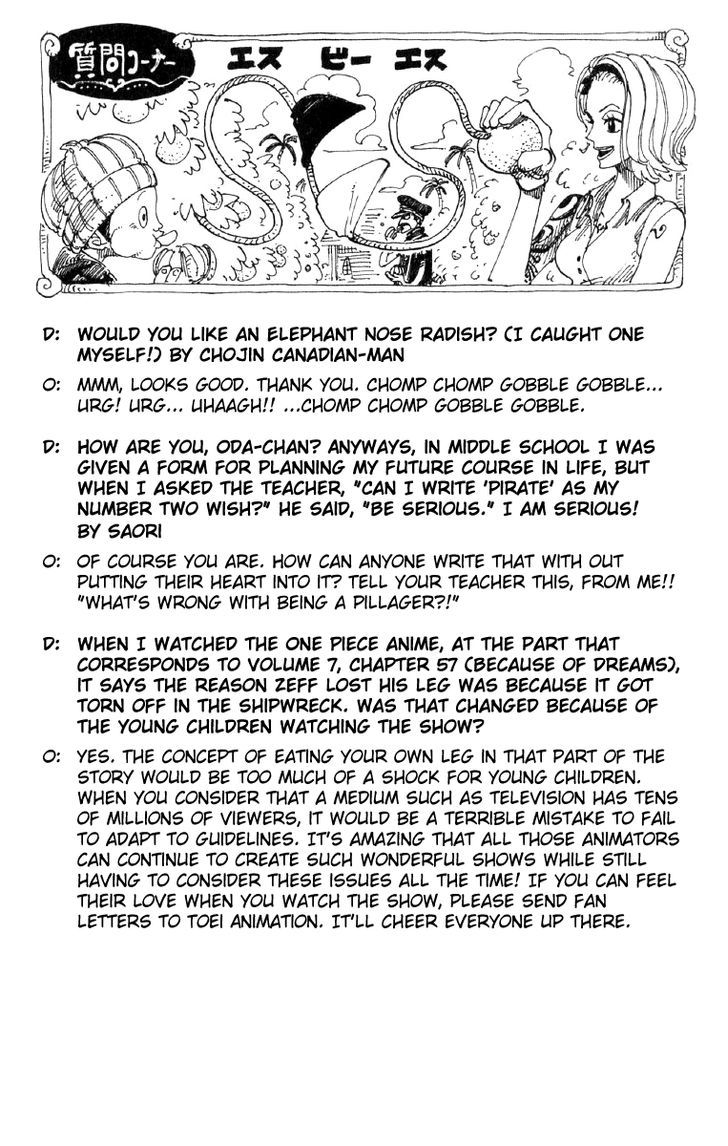 質問コーナー
エス ビー エス
SBS
D: WOULD YOU LIKE AN ELEPHANT NOSE RADISH? (I CAUGHT ONE
MYSELF!) BY CHOJIN CANADIAN-MAN
O: MMM, LOOKS GOOD. THANK YOU. CHOMP CHOMP GOBBLE GOBBLE...
URG! URG... UHAAGH!! ...CHOMP CHOMP GOBBLE GOBBLE.
D: HOW ARE YOU, ODA-CHAN? ANYWAYS, IN MIDDLE SCHOOL I WAS
GIVEN A FORM FOR PLANNING MY FUTURE COURSE IN LIFE, BUT
WHEN I ASKED THE TEACHER, "CAN I WRITE 'PIRATE' AS MY
NUMBER TWO WISH?" HE SAID, "BE SERIOUS." I AM SERIOUS!
BY SAORI
O: OF COURSE YOU ARE. HOW CAN ANYONE WRITE THAT WITH OUT
PUTTING THEIR HEART INTO IT? TELL YOUR TEACHER THIS, FROM ME!!
"WHAT'S WRONG WITH BEING A PILLAGER?!"
D: WHEN I WATCHED THE ONE PIECE ANIME, AT THE PART THAT
CORRESPONDS TO VOLUME 7, CHAPTER 57 (BECAUSE OF DREAMS),
IT SAYS THE REASON ZEFF LOST HIS LEG WAS BECAUSE IT GOT
TORN OFF IN THE SHIPWRECK. WAS THAT CHANGED BECAUSE OF
THE YOUNG CHILDREN WATCHING THE SHOW?
O: YES. THE CONCEPT OF EATING YOUR OWN LEG IN THAT PART OF THE
STORY WOULD BE TOO MUCH OF A SHOCK FOR YOUNG CHILDREN.
WHEN YOU CONSIDER THAT A MEDIUM SUCH AS TELEVISION HAS TENS
OF MILLIONS OF VIEWERS, IT WOULD BE A TERRIBLE MISTAKE TO FAIL
TO ADAPT TO GUIDELINES. IT'S AMAZING THAT ALL THOSE ANIMATORS
CAN CONTINUE TO CREATE SUCH WONDERFUL SHOWS WHILE STILL
HAVING TO CONSIDER THESE ISSUES ALL THE TIME! IF YOU CAN FEEL
THEIR LOVE WHEN YOU WATCH THE SHOW, PLEASE SEND FAN
LETTERS TO TOEI ANIMATION. IT'LL CHEER EVERYONE UP THERE.